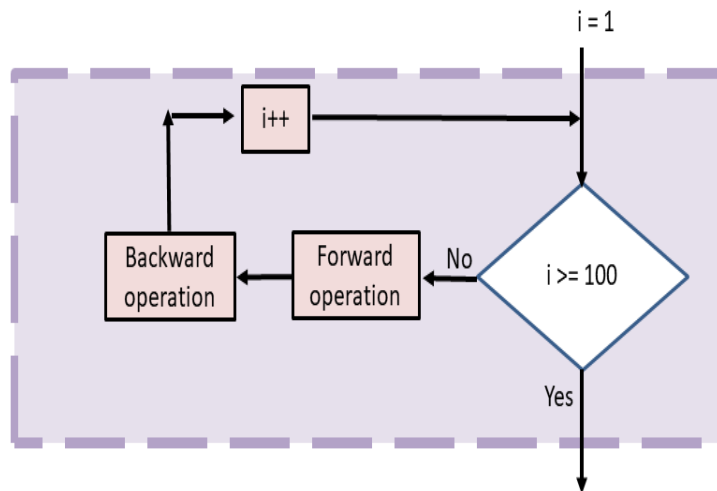 i = 1
i++
Backward
operation
Forward
operation
No
i >= 100
Yes